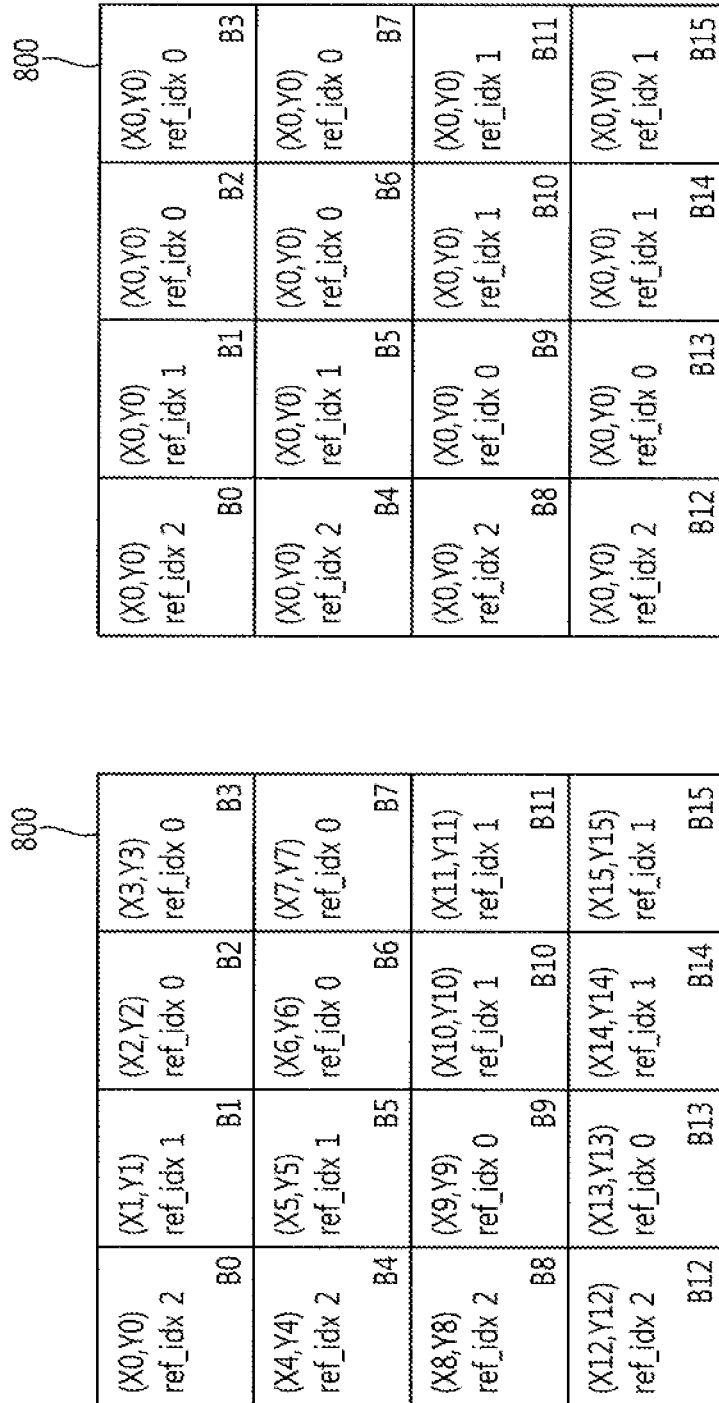 800
(X0,Y0)
ref_idx 2
B0
(X1,Y1)
ref_idx 1
B1
(X2,Y2)
ref_idx 0
B2
(X3,Y3)
ref_idx 0
B3
(X4,Y4)
ref_idx 2
B4
(X5,Y5)
ref_idx 1
B5
(X6,Y6)
ref_idx 0
B6
(X7,Y7)
ref_idx 0
B7
(X8,Y8)
ref_idx 2
B8
(X9,Y9)
ref_idx 0
B9
(X10,Y10)
ref_idx 1
B10
(X11,Y11)
ref_idx 1
B11
(X12,Y12)
ref_idx 2
B12
(X13,Y13)
ref_idx 0
B13
(X14,Y14)
ref_idx 1
B14
(X15,Y15)
ref_idx 1
B15
800
(X0,Y0)
ref_idx 2
B0
(X0,Y0)
ref_idx 1
B1
(X0,Y0)
ref_idx 0
B2
(X0,Y0)
ref_idx 0
B3
(X0,Y0)
ref_idx 2
B4
(X0,Y0)
ref_idx 1
B5
(X0,Y0)
ref_idx 0
B6
(X0,Y0)
ref_idx 0
B7
(X0,Y0)
ref_idx 2
B8
(X0,Y0)
ref_idx 0
B9
(X0,Y0)
ref_idx 1
B10
(X0,Y0)
ref_idx 1
B11
(X0,Y0)
ref_idx 2
B12
(X0,Y0)
ref_idx 0
B13
(X0,Y0)
ref_idx 1
B14
(X0,Y0)
ref_idx 1
B15